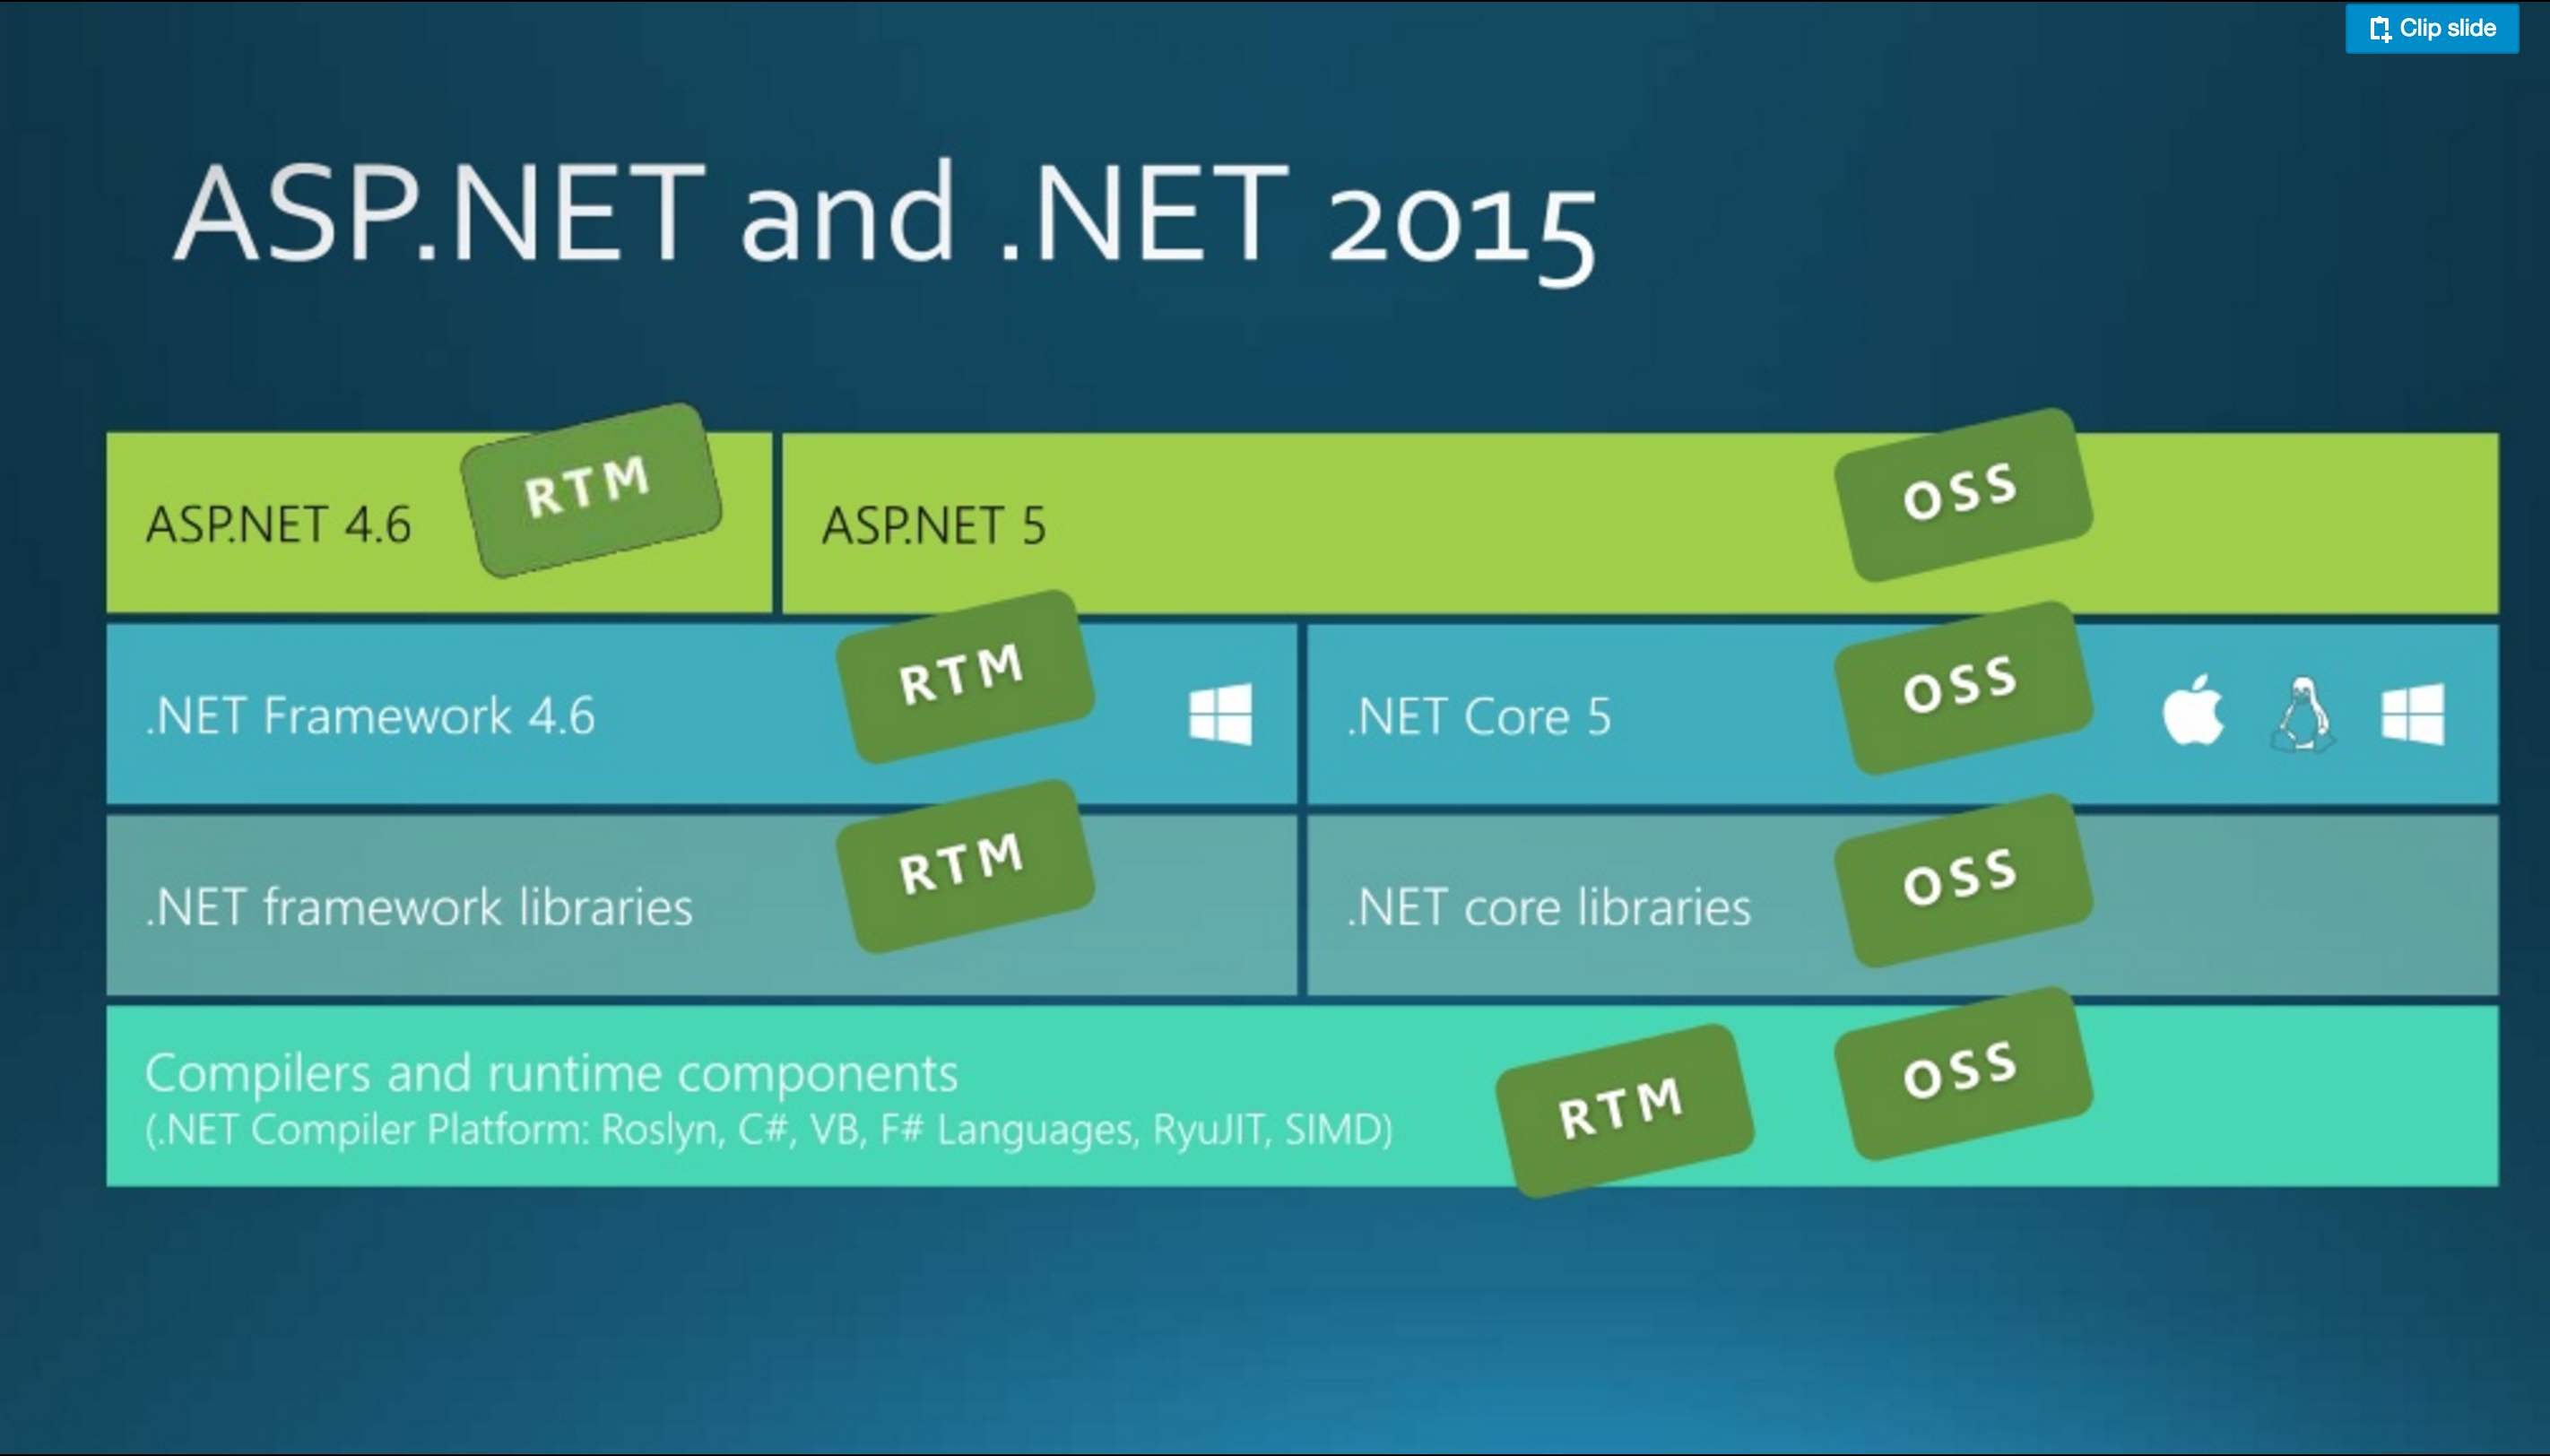 Clip slide
ASP.NET and .NET 2015
ASP.NET 4.6
RTM
ASP.NET 5
OSS
.NET Framework 4.6
RTM
.NET Core 5
OSS
.NET framework libraries
RTM
.NET core libraries
OSS
Compilers and runtime components
(.NET Compiler Platform: Roslyn, C#, VB, F# Languages, RyuJIT, SIMD)
RTM
OSS